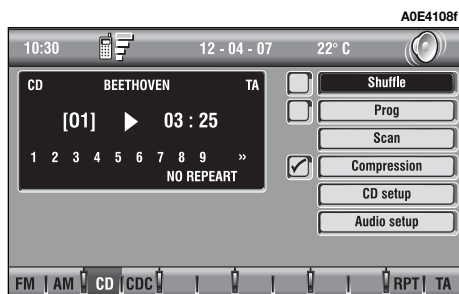 A0E4108f
10:30 12 - 04 - 07 22° C
CD BEETHOVEN TA
[01] 03 : 25
1 2 3 4 5 6 7 8 9 »
NO REPEART
Shuffle
Prog
Scan
Compression
CD setup
Audio setup
FM AM CD CDC RPT TA